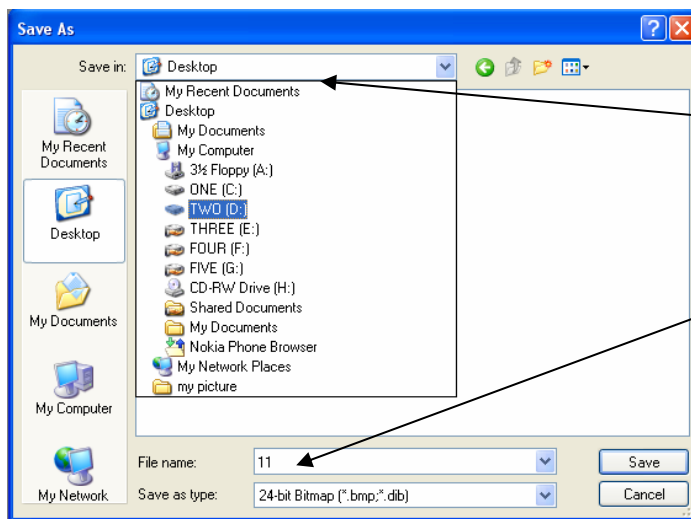 Save As
Save in:
Desktop
My Recent Documents
Desktop
My Documents
My Computer
3½ Floppy (A:)
ONE (C:)
TWO (D:)
THREE (E:)
FOUR (F:)
FIVE (G:)
CD-RW Drive (H:)
Shared Documents
My Documents
Nokia Phone Browser
My Network Places
my picture
My Recent
Documents
Desktop
My Documents
My Computer
My Network
File name:
11
Save
Save as type:
24-bit Bitmap (*.bmp;*.dib)
Cancel